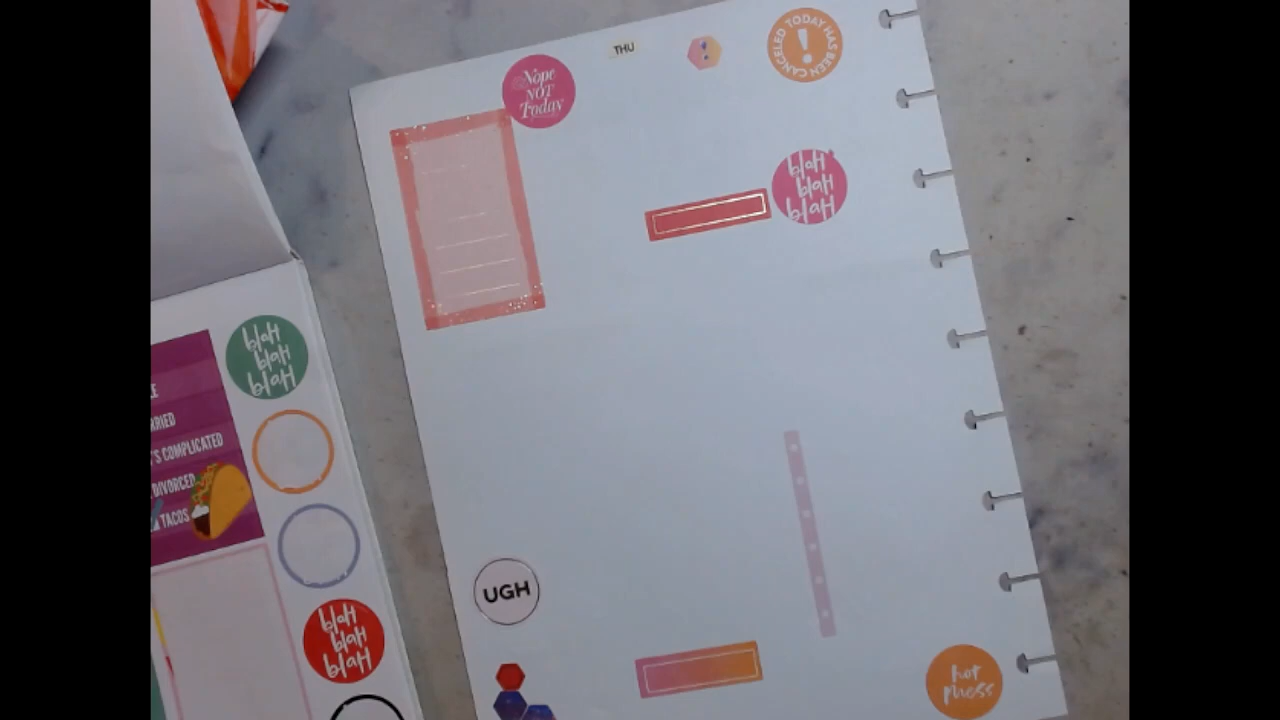 Nope
NOT
Today
THU
TODAY HAS BEEN CANCELED
!
blaH
blaH
blaH
blaH
blaH
blaH
RRIED
'S COMPLICATED
DIVORCED
TACOS
UGH
blaH
blaH
blaH
hot
mess